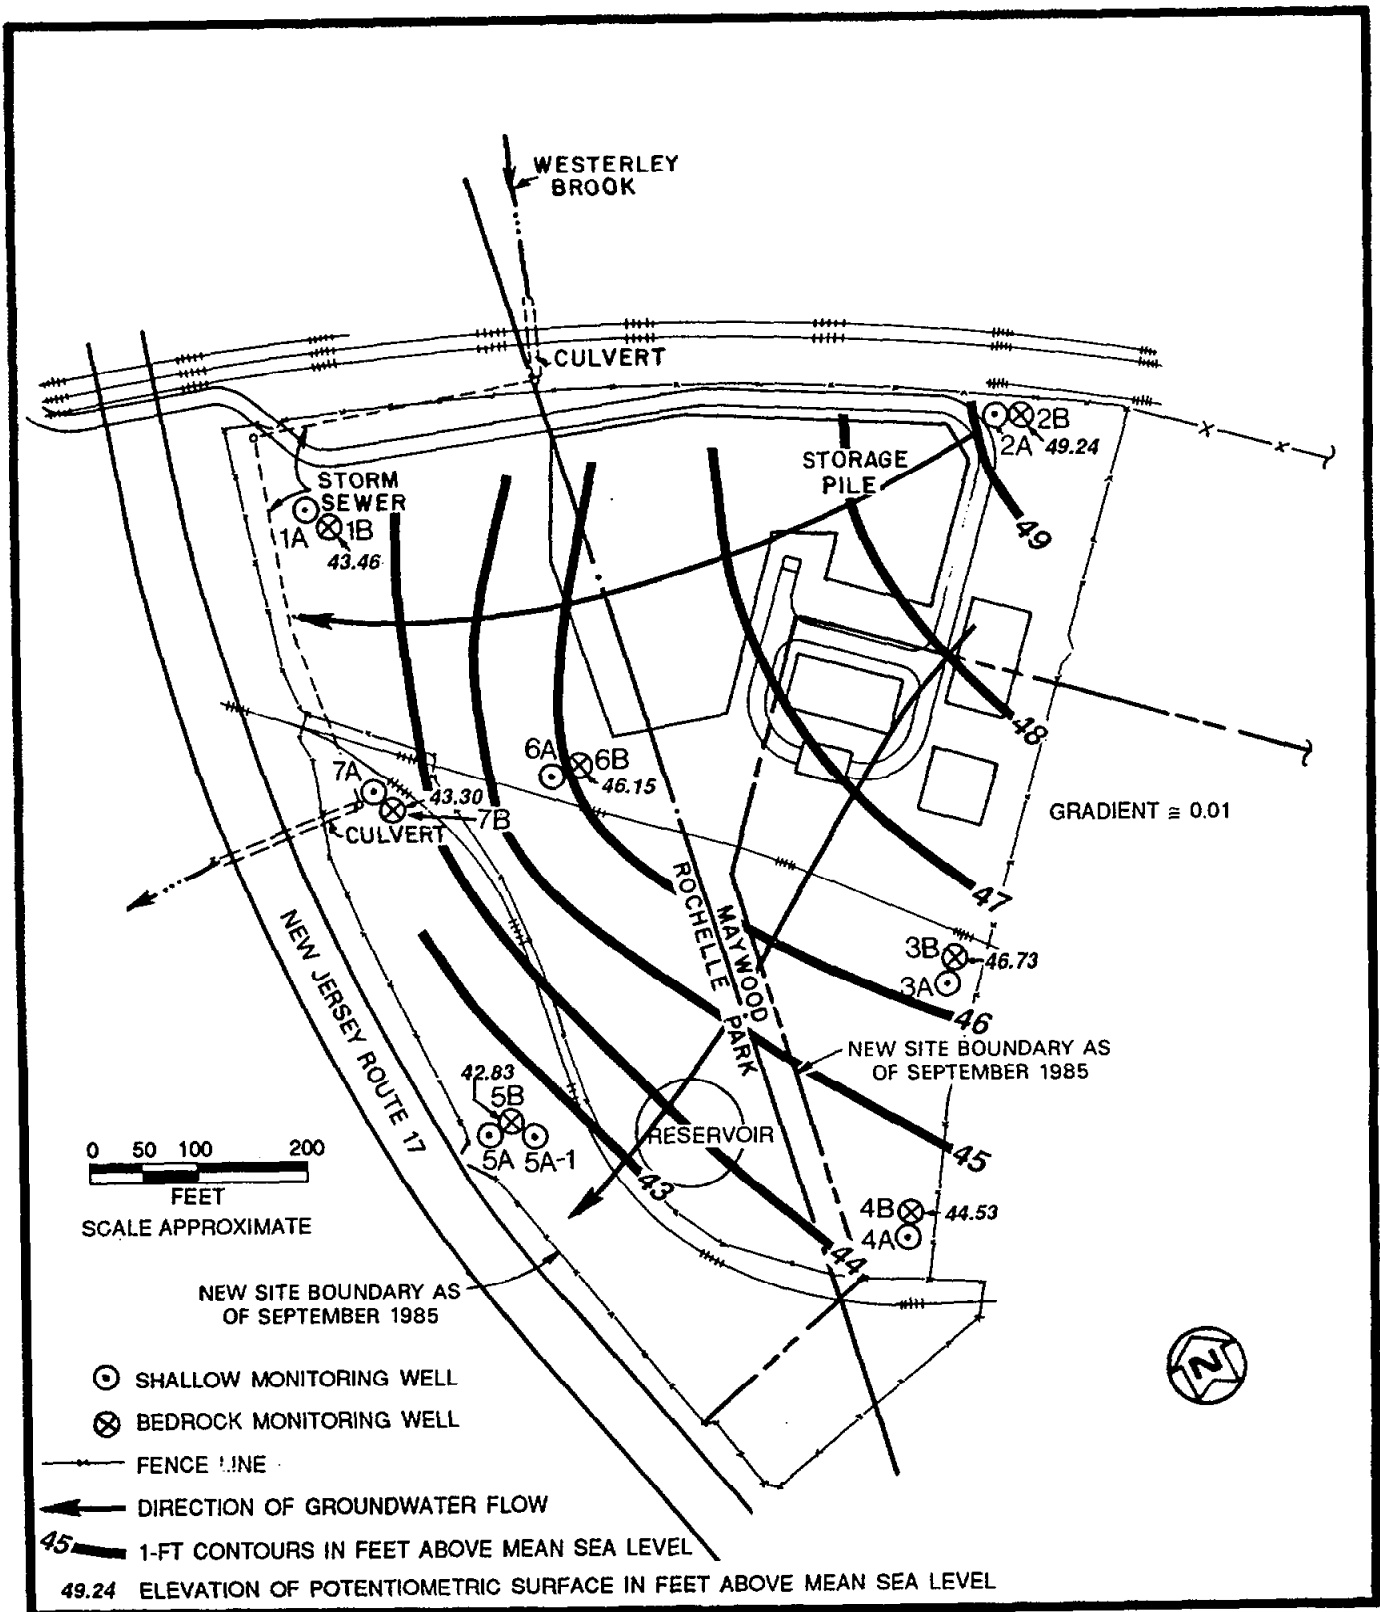 WESTERLEY
BROOK
CULVERT
2B
2A
49.24
STORAGE
PILE
STORM
SEWER
1A
1B
43.46
49
48
6A
6B
46.15
7A
43.30
7B
CULVERT
GRADIENT ≅ 0.01
47
ROCHELLE PARK
MAYWOOD
NEW JERSEY ROUTE 17
3B
46.73
3A
46
NEW SITE BOUNDARY AS
OF SEPTEMBER 1985
42.83
5B
5A
5A-1
RESERVOIR
45
43
4B
44.53
4A
44
0 50 100 200
FEET
SCALE APPROXIMATE
NEW SITE BOUNDARY AS
OF SEPTEMBER 1985
N
SHALLOW MONITORING WELL
BEDROCK MONITORING WELL
FENCE LINE
DIRECTION OF GROUNDWATER FLOW
45 1-FT CONTOURS IN FEET ABOVE MEAN SEA LEVEL
49.24 ELEVATION OF POTENTIOMETRIC SURFACE IN FEET ABOVE MEAN SEA LEVEL